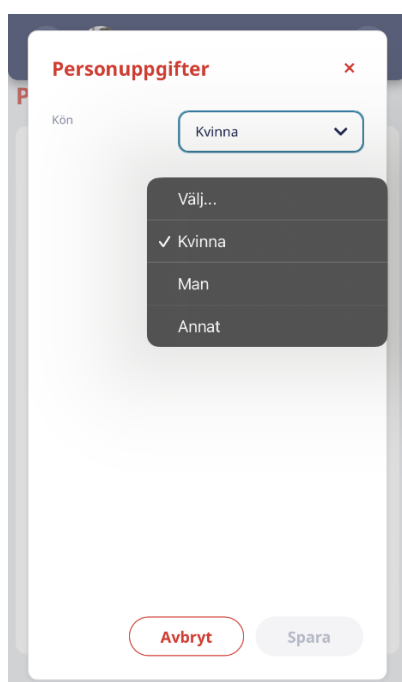 P
Personuppgifter
×
Kön
Kvinna
Välj...
✓ Kvinna
Man
Annat
Avbryt
Spara